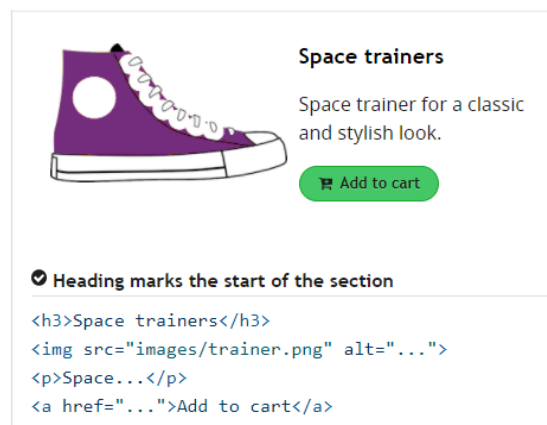 Space trainers
Space trainer for a classic
and stylish look.
Add to cart
Heading marks the start of the section
<h3>Space trainers</h3>
<img src="images/trainer.png" alt="...">
<p>Space...</p>
<a href="...">Add to cart</a>